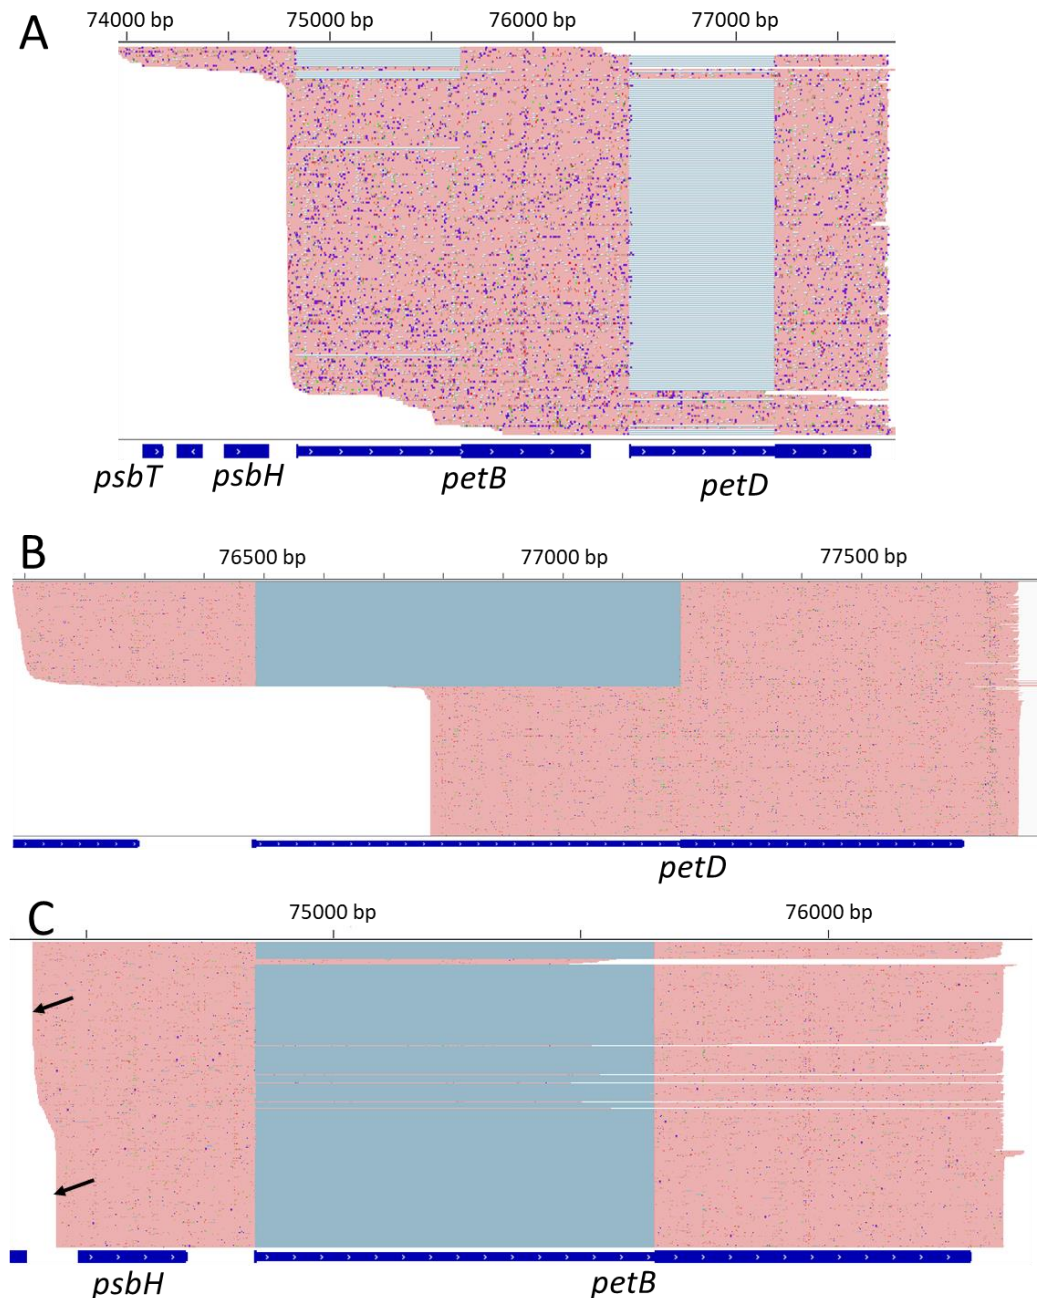 A
74000 bp 75000 bp 76000 bp 77000 bp
psbT psbH petB petD
B
76500 bp 77000 bp 77500 bp
petD
C
75000 bp 76000 bp
psbH petB